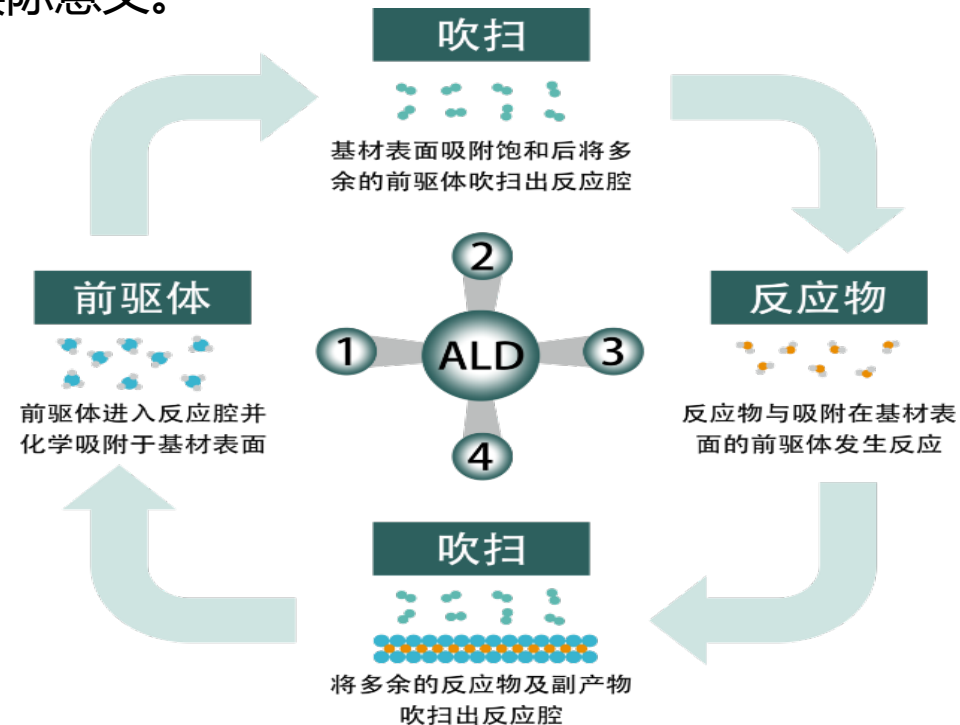 际意义。
吹扫
基材表面吸附饱和后将多
余的前驱体吹扫出反应腔
前驱体
前驱体进入反应腔并
化学吸附于基材表面
2
1
ALD
3
4
反应物
反应物与吸附在基材表
面的前驱体发生反应
吹扫
将多余的反应物及副产物
吹扫出反应腔